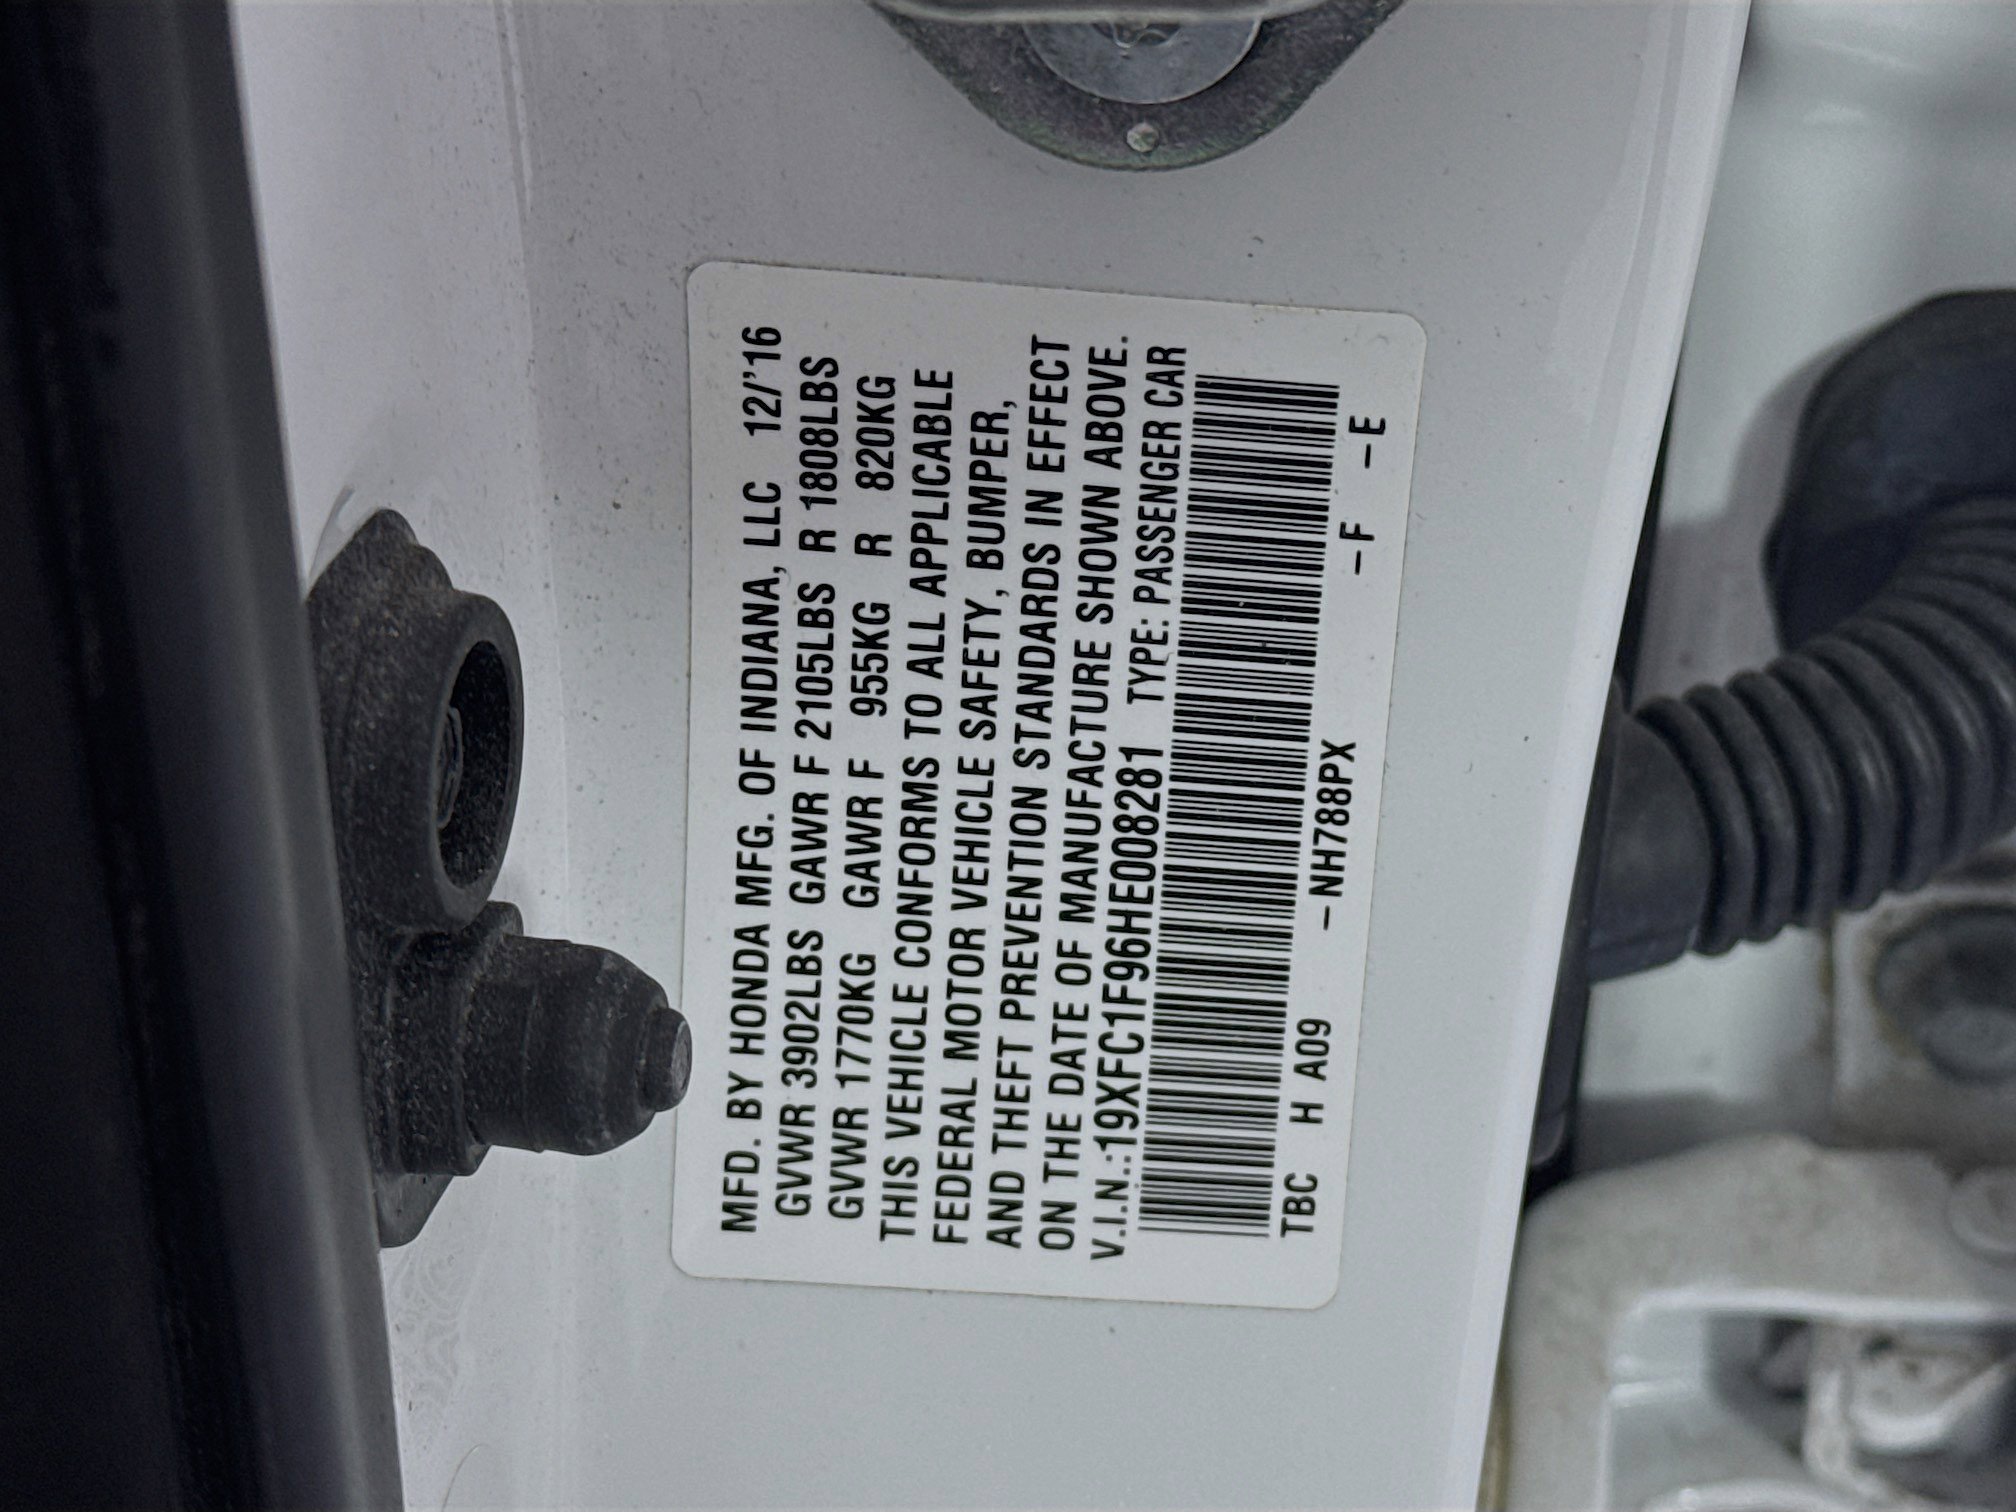 MFD. BY HONDA MFG. OF INDIANA, LLC 12/'16
GVWR 3902LBS GAWR F 2105LBS R 1808LBS
GVWR 1770KG GAWR F 955KG R 820KG
THIS VEHICLE CONFORMS TO ALL APPLICABLE
FEDERAL MOTOR VEHICLE SAFETY, BUMPER,
AND THEFT PREVENTION STANDARDS IN EFFECT
ON THE DATE OF MANUFACTURE SHOWN ABOVE.
V.I.N.:19XFC1F96HE008281 TYPE: PASSENGER CAR
TBC H A09 -NH788PX -F -E